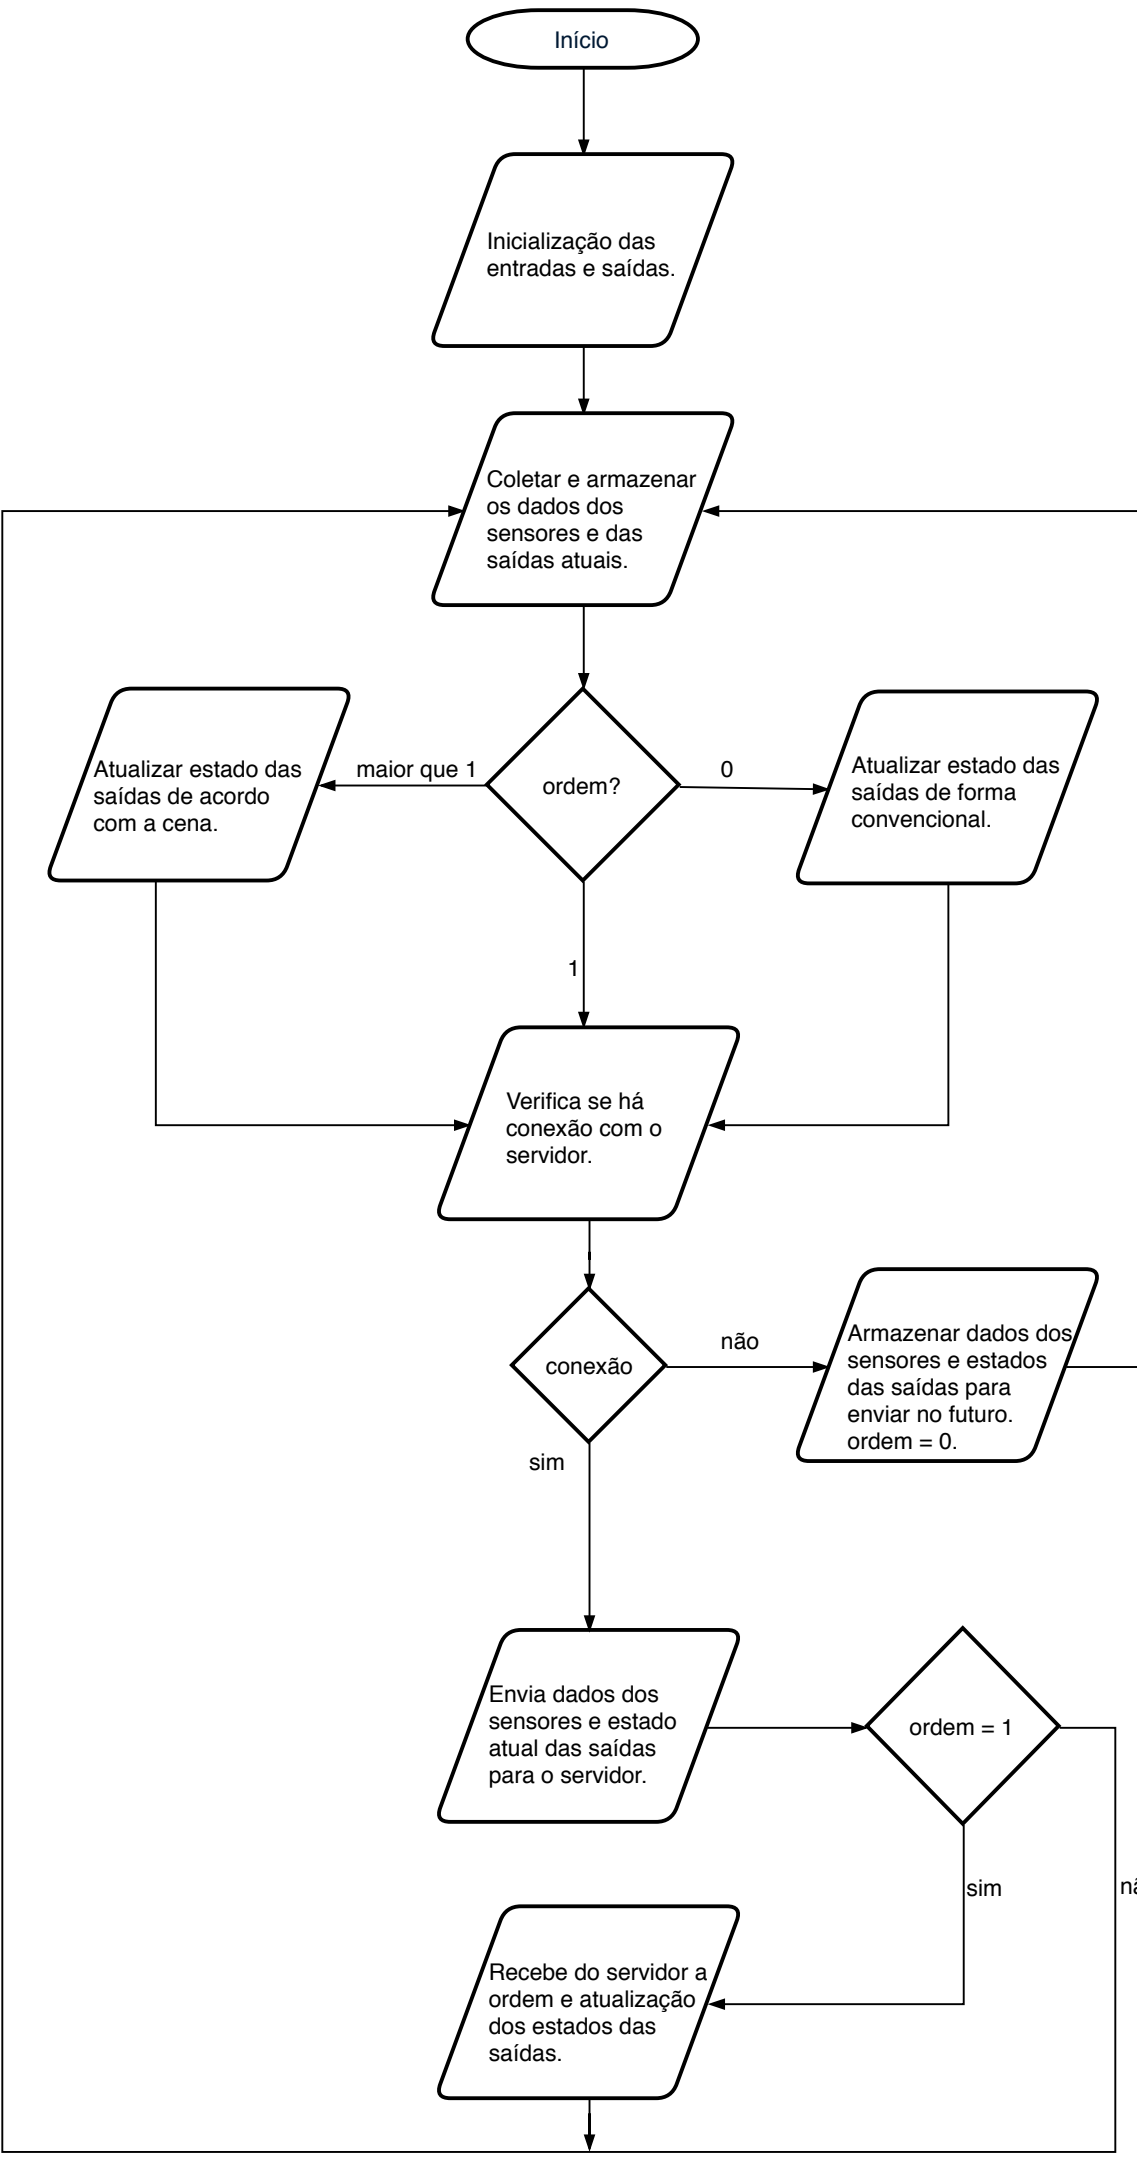 Início
Inicialização das
entradas e saídas.
Coletar e armazenar
os dados dos
sensores e das
saídas atuais.
Atualizar estado das
saídas de acordo
com a cena.
maior que 1
ordem?
0
Atualizar estado das
saídas de forma
convencional.
1
Verifica se há
conexão com o
servidor.
conexão
não
Armazenar dados dos
sensores e estados
das saídas para
enviar no futuro.
ordem = 0.
sim
Envia dados dos
sensores e estado
atual das saídas
para o servidor.
ordem = 1
sim
Recebe do servidor a
ordem e atualização
dos estados das
saídas.